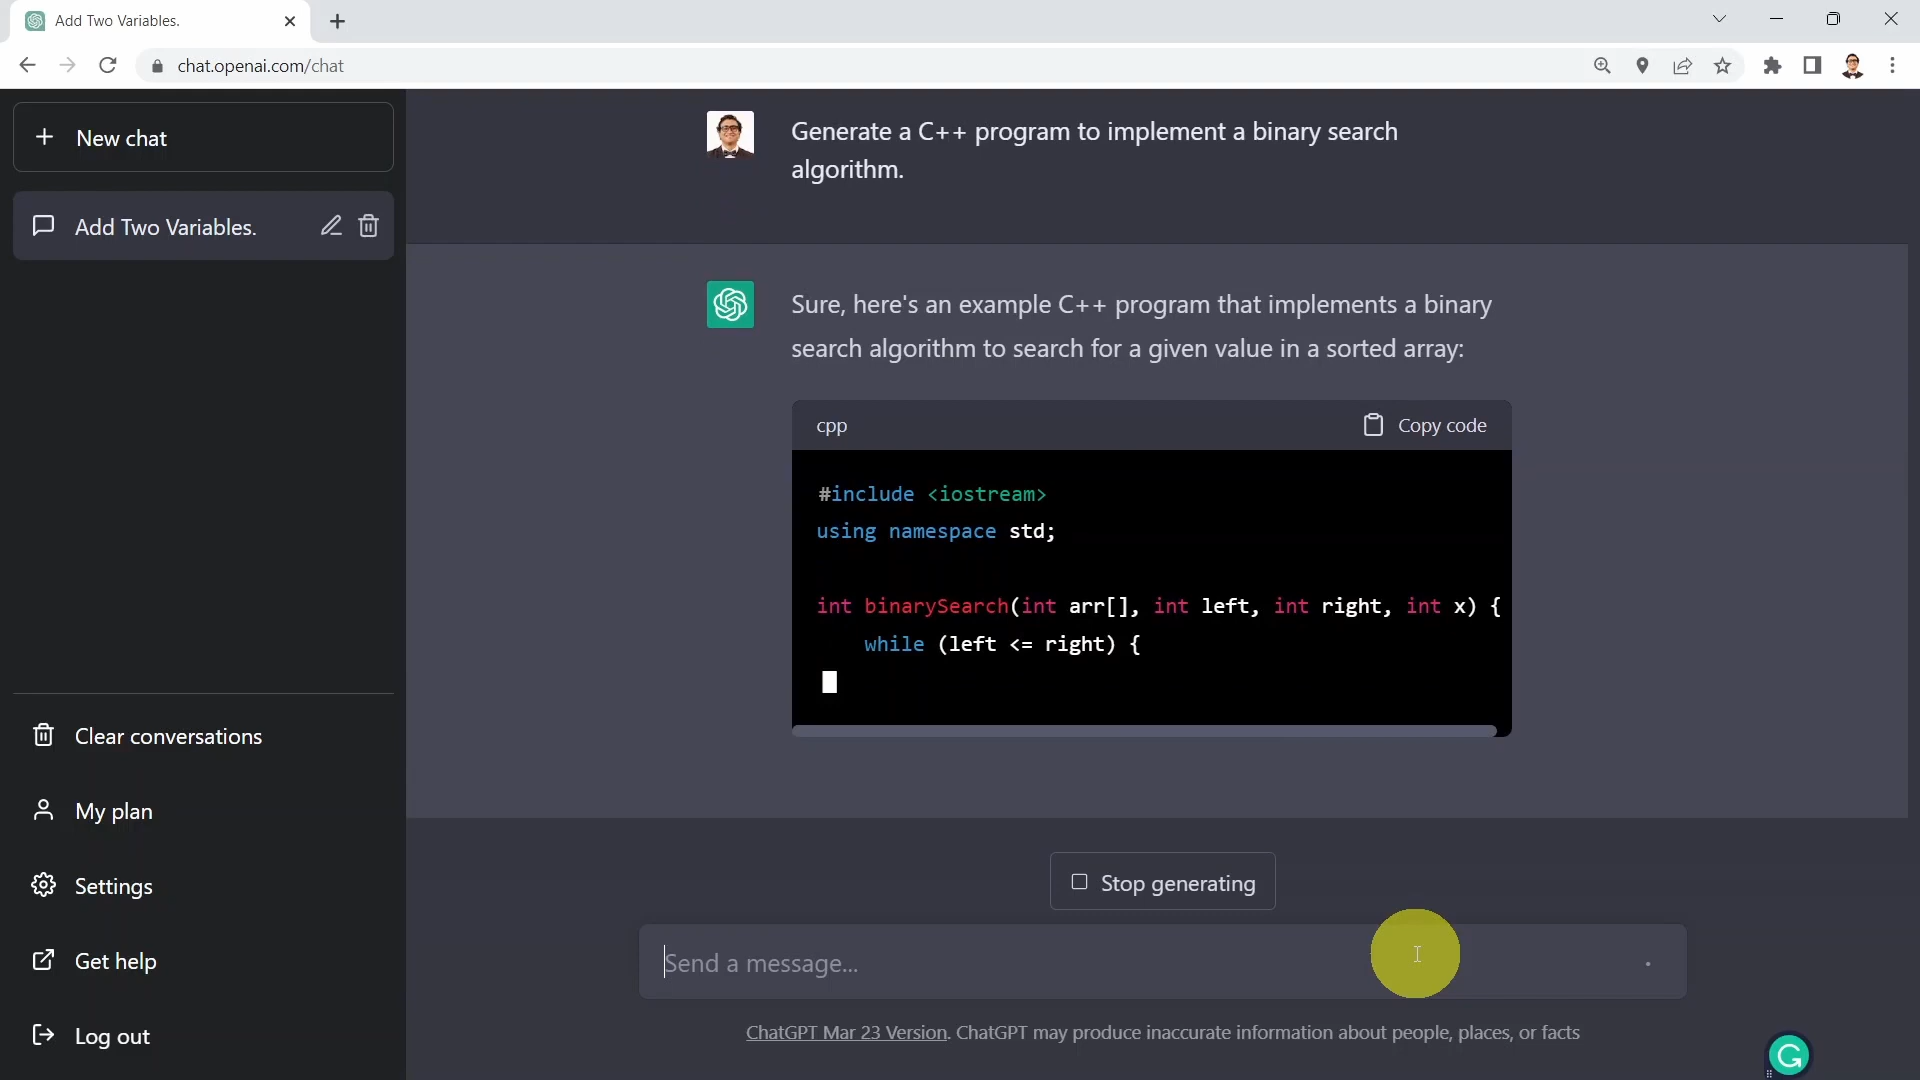 Add Two Variables.
chat.openai.com/chat
New chat
Add Two Variables.
Clear conversations
My plan
Settings
Get help
Log out
Generate a C++ program to implement a binary search
algorithm.
Sure, here's an example C++ program that implements a binary
search algorithm to search for a given value in a sorted array:
cpp
Copy code
#include <iostream>
using namespace std;
int binarySearch(int arr[], int left, int right, int x) {
while (left <= right) {
Stop generating
Send a message...
ChatGPT Mar 23 Version. ChatGPT may produce inaccurate information about people, places, or facts